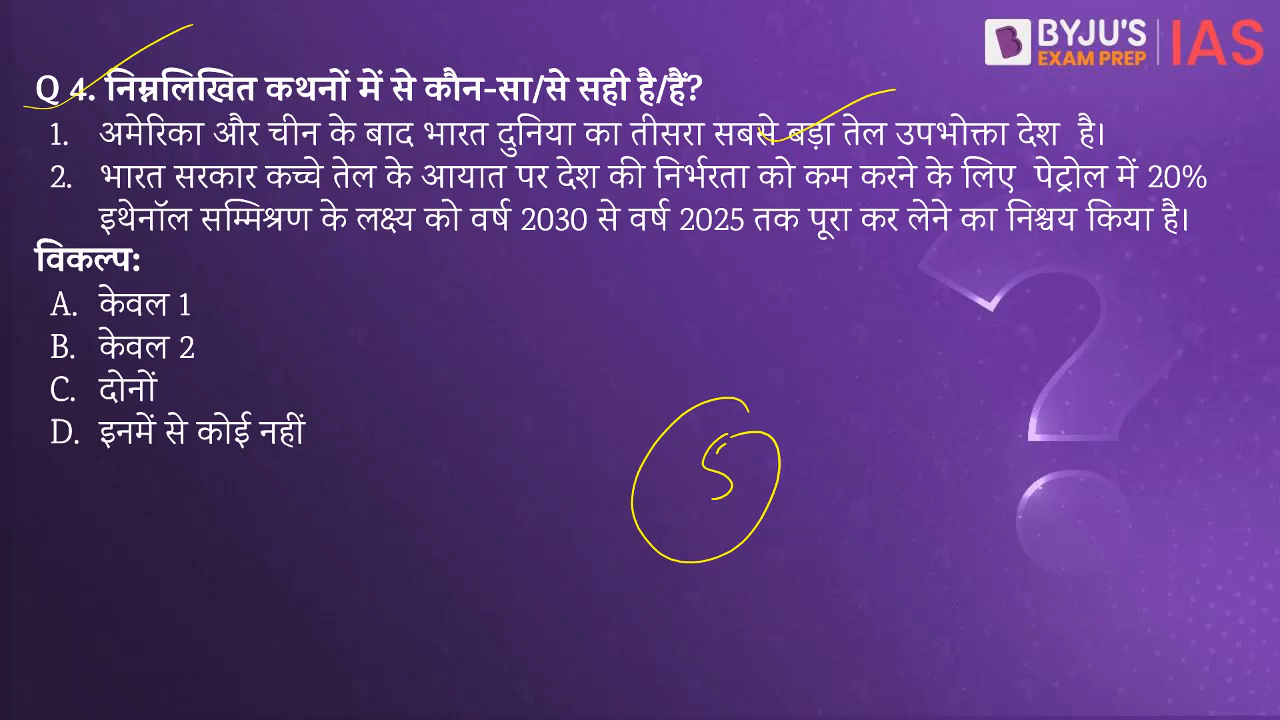 BYJU'S
EXAM PREP
IAS
Q 4. निम्नलिखित कथनों में से कौन-सा/से सही है/हैं?
1. अमेरिका और चीन के बाद भारत दुनिया का तीसरा सबसे बड़ा तेल उपभोक्ता देश है।
2. भारत सरकार कच्चे तेल के आयात पर देश की निर्भरता को कम करने के लिए पेट्रोल में 20%
इथेनॉल सम्मिश्रण के लक्ष्य को वर्ष 2030 से वर्ष 2025 तक पूरा कर लेने का निश्चय किया है।
विकल्प:
A. केवल 1
B. केवल 2
C. दोनों
D. इनमें से कोई नहीं
5